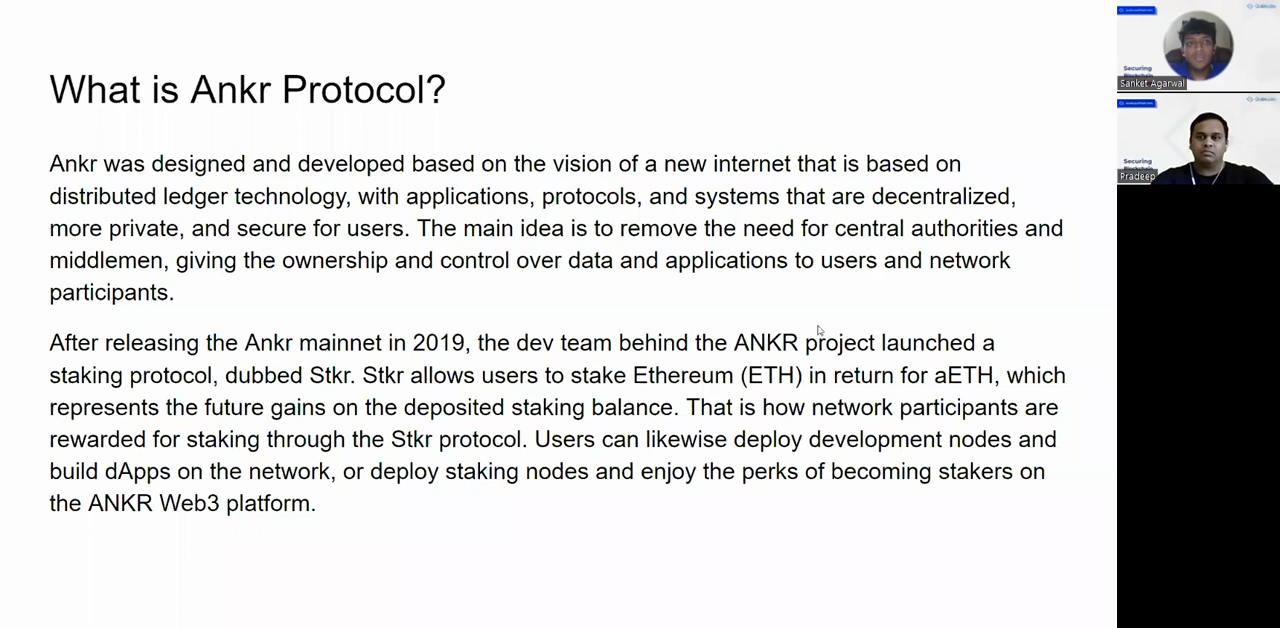 What is Ankr Protocol?
Ankr was designed and developed based on the vision of a new internet that is based on
distributed ledger technology, with applications, protocols, and systems that are decentralized,
more private, and secure for users. The main idea is to remove the need for central authorities and
middlemen, giving the ownership and control over data and applications to users and network
participants.
After releasing the Ankr mainnet in 2019, the dev team behind the ANKR project launched a
staking protocol, dubbed Stkr. Stkr allows users to stake Ethereum (ETH) in return for aETH, which
represents the future gains on the deposited staking balance. That is how network participants are
rewarded for staking through the Stkr protocol. Users can likewise deploy development nodes and
build dApps on the network, or deploy staking nodes and enjoy the perks of becoming stakers on
the ANKR Web3 platform.
Securing
Sanket Agarwal
Securing
Pradeep